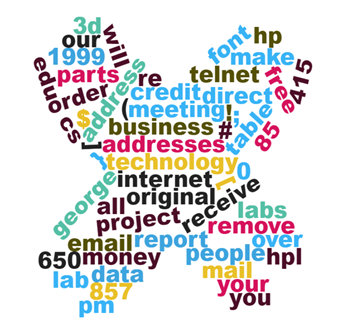 3d
our
will
1999
parts
re
eduo
order
cs
address
$
]
font
hp
make
telnet
free
415
credit
direct
(
meeting
!
table
85
business
#
addresses
technology
[
0
internet
original
george
all
receive
project
labs
remove
email
report
over
650
money
people
hpl
lab
data
mail
857
your
pm
you